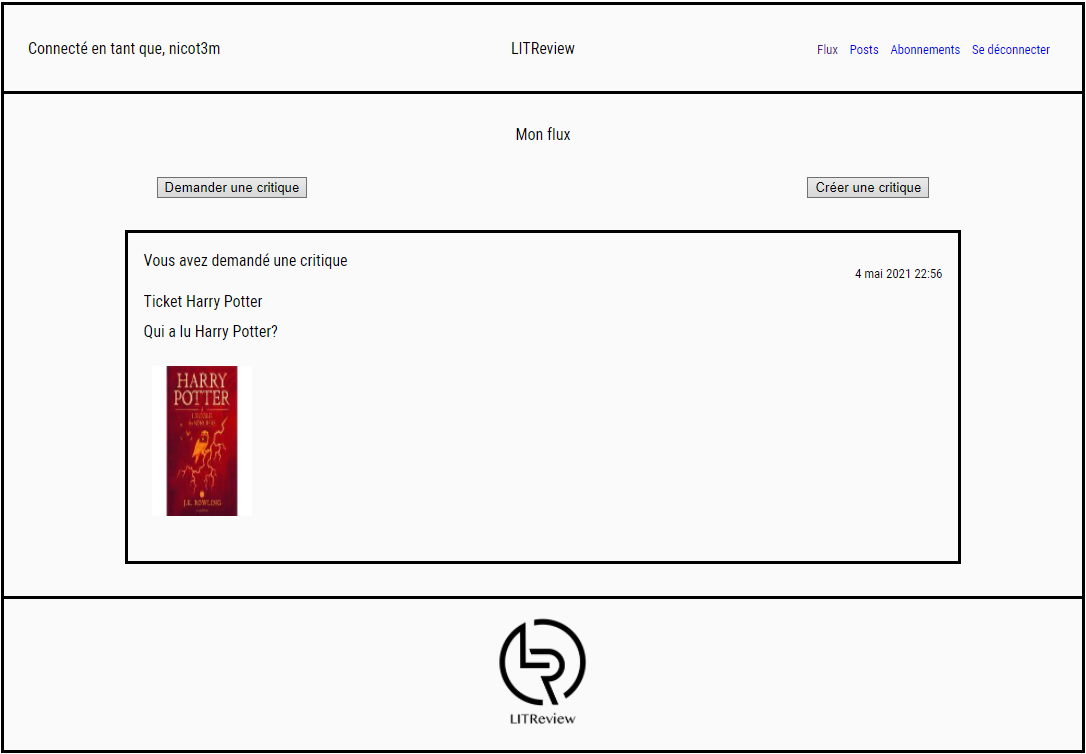 Connecté en tant que, nicot3m
LITReview
Flux Posts Abonnements Se déconnecter
Mon flux
Demander une critique
Créer une critique
Vous avez demandé une critique
4 mai 2021 22:56
Ticket Harry Potter
Qui a lu Harry Potter?
HARRY
POTTER
J.K. ROWLING
LITReview